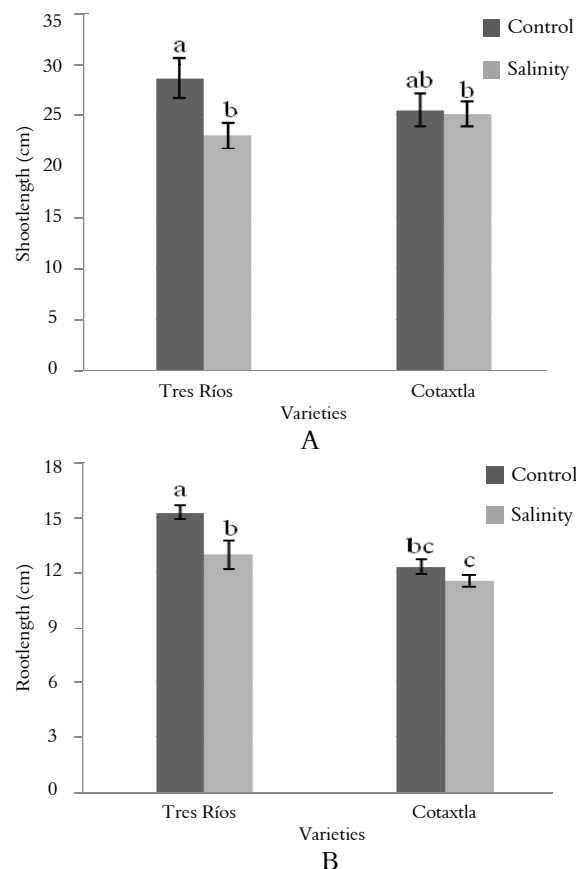 35
30
25
20
15
10
5
0
Shootlength (cm)
a
b
ab
b
Control
Salinity
Tres Ríos
Cotaxtla
Varieties
A
18
15
12
9
6
3
0
Rootlength (cm)
a
b
bc
c
Control
Salinity
Tres Ríos
Cotaxtla
Varieties
B